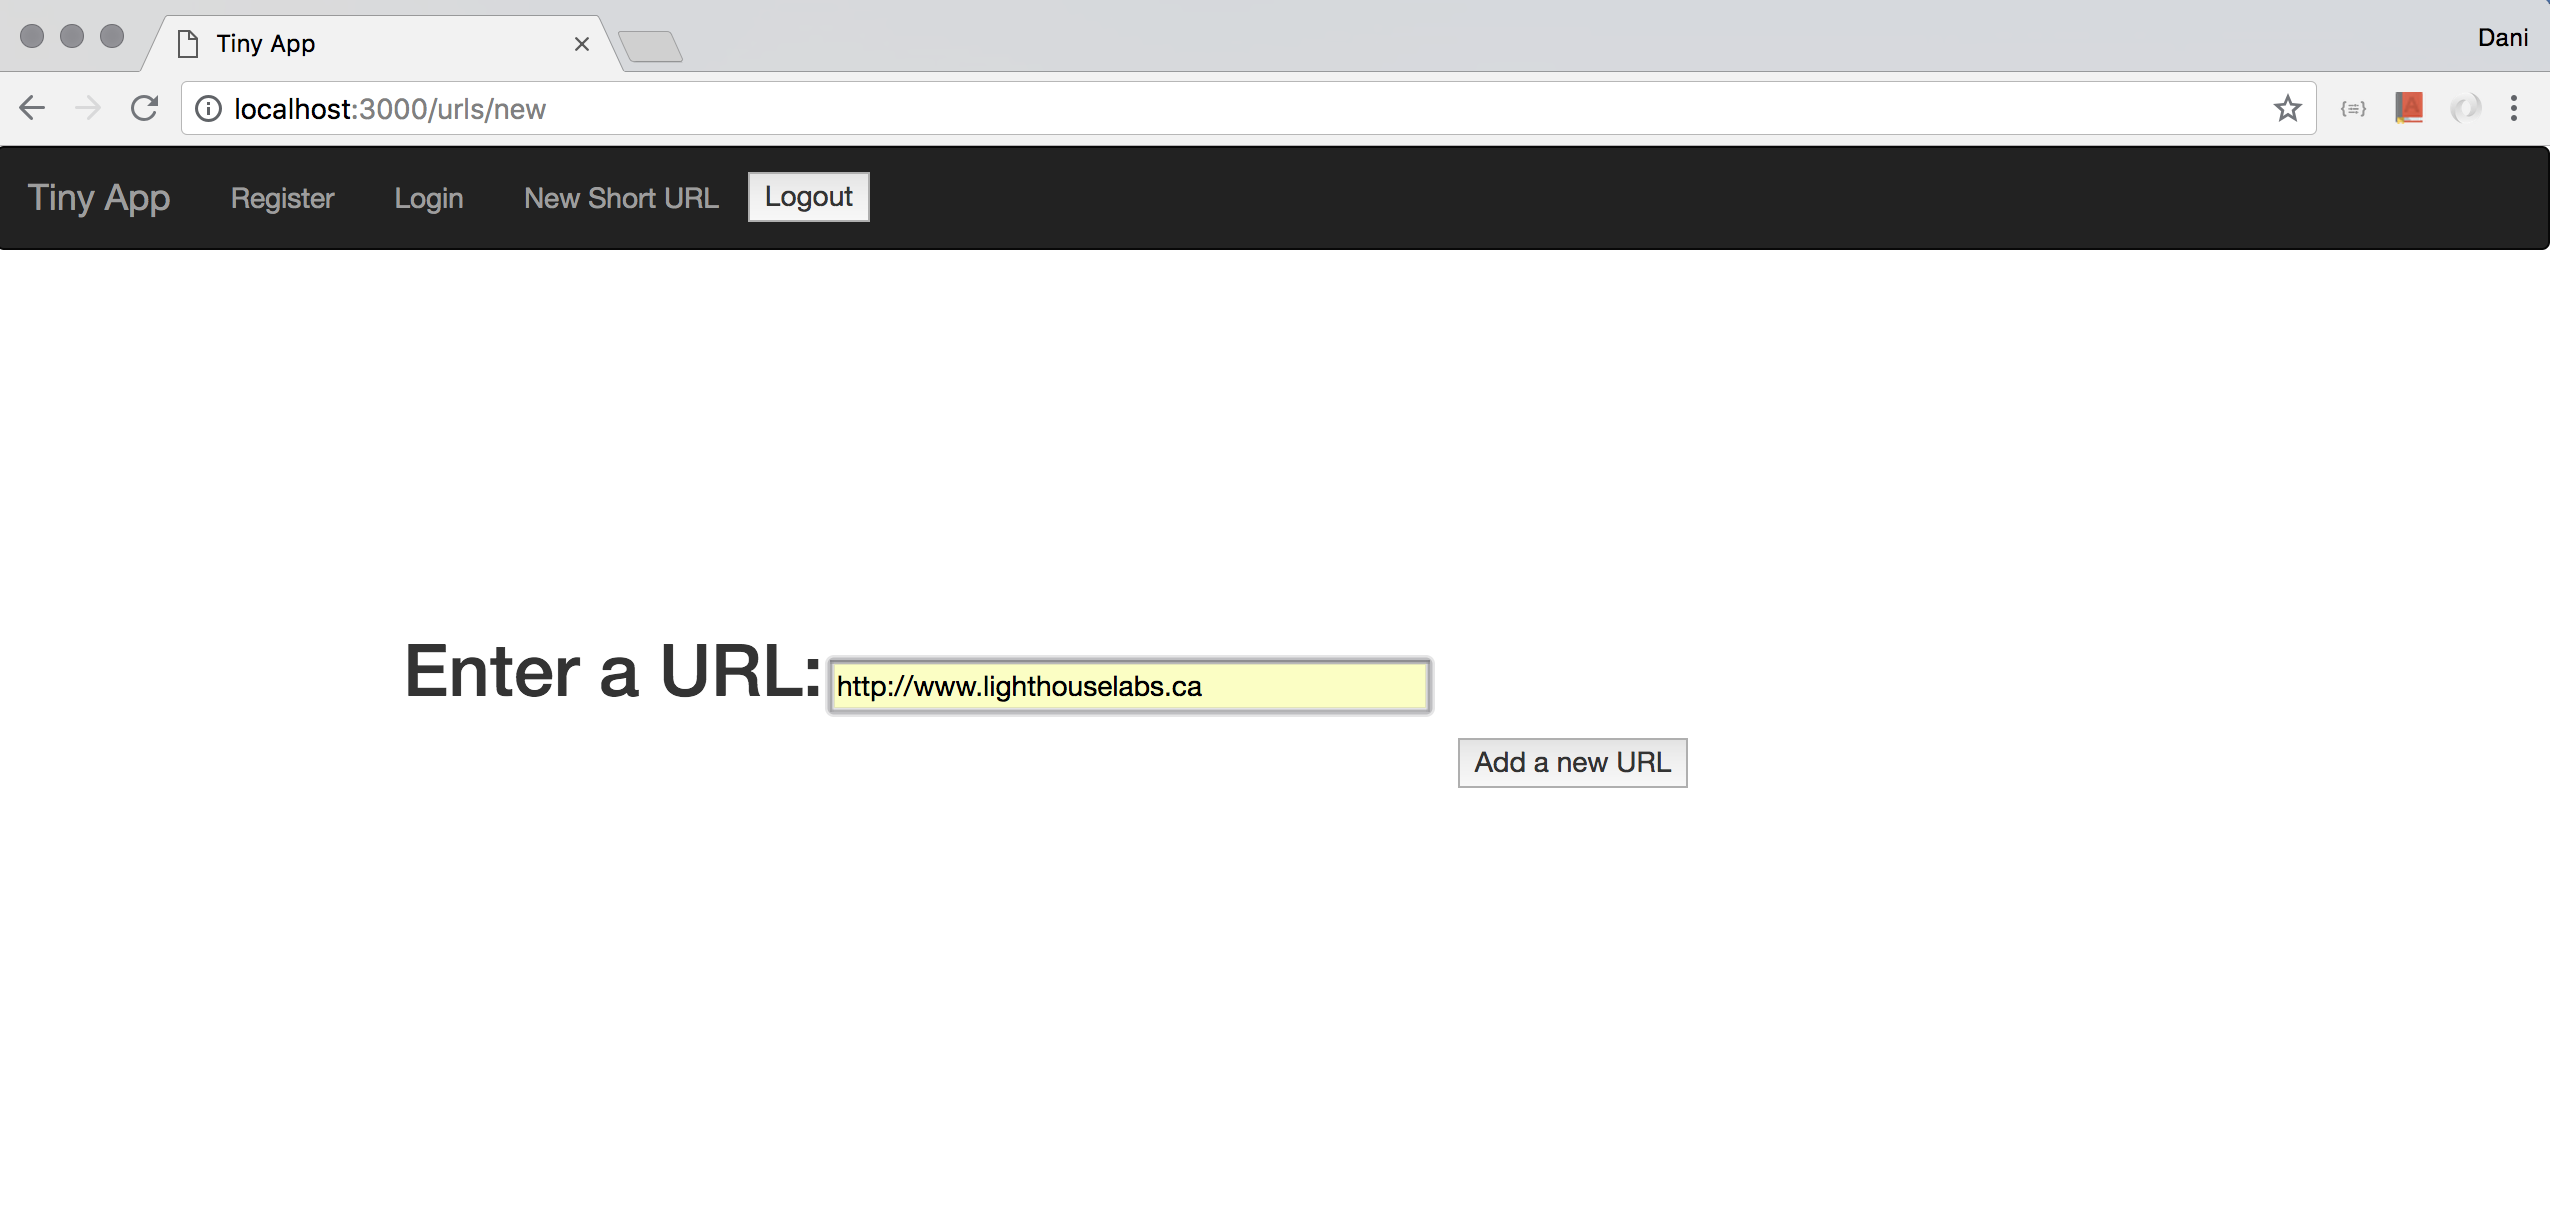 Tiny App
Dani
localhost:3000/urls/new
Tiny App Register Login New Short URL Logout
Enter a URL: http://www.lighthouselabs.ca
Add a new URL